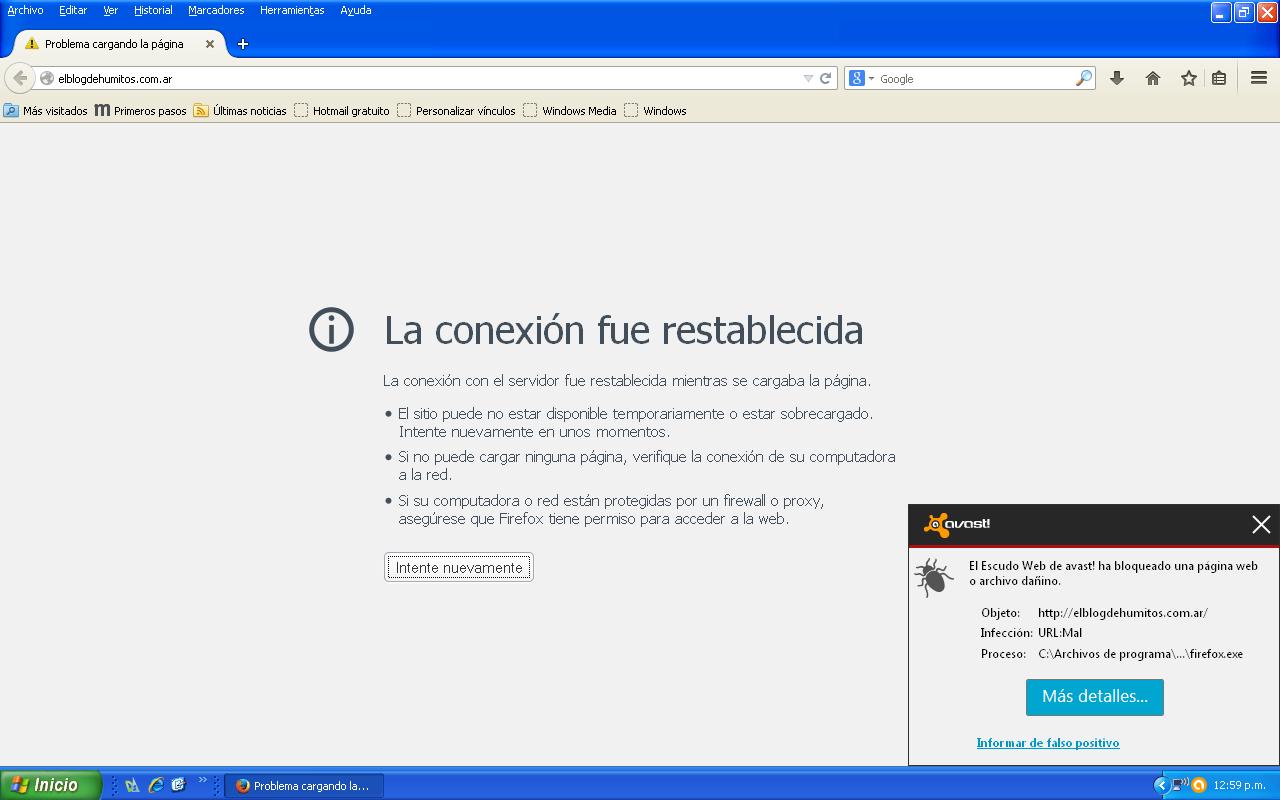 Archivo Editar Ver Historial Marcadores Herramientas Ayuda
Problema cargando la página
elblogdehumitos.com.ar
Google
Más visitados Primeros pasos Últimas noticias Hotmail gratuito Personalizar vínculos Windows Media Windows
La conexión fue restablecida
La conexión con el servidor fue restablecida mientras se cargaba la página.
• El sitio puede no estar disponible temporariamente o estar sobrecargado.
Intente nuevamente en unos momentos.
• Si no puede cargar ninguna página, verifique la conexión de su computadora
a la red.
• Si su computadora o red están protegidas por un firewall o proxy,
asegúrese que Firefox tiene permiso para acceder a la web.
Intente nuevamente
avast!
El Escudo Web de avast! ha bloqueado una página web
o archivo dañino.
Objeto: http://elblogdehumitos.com.ar/
Infección: URL:Mal
Proceso: C:\Archivos de programa\...\firefox.exe
Más detalles...
Informar de falso positivo
Inicio
Problema cargando la...
12:59 p.m.